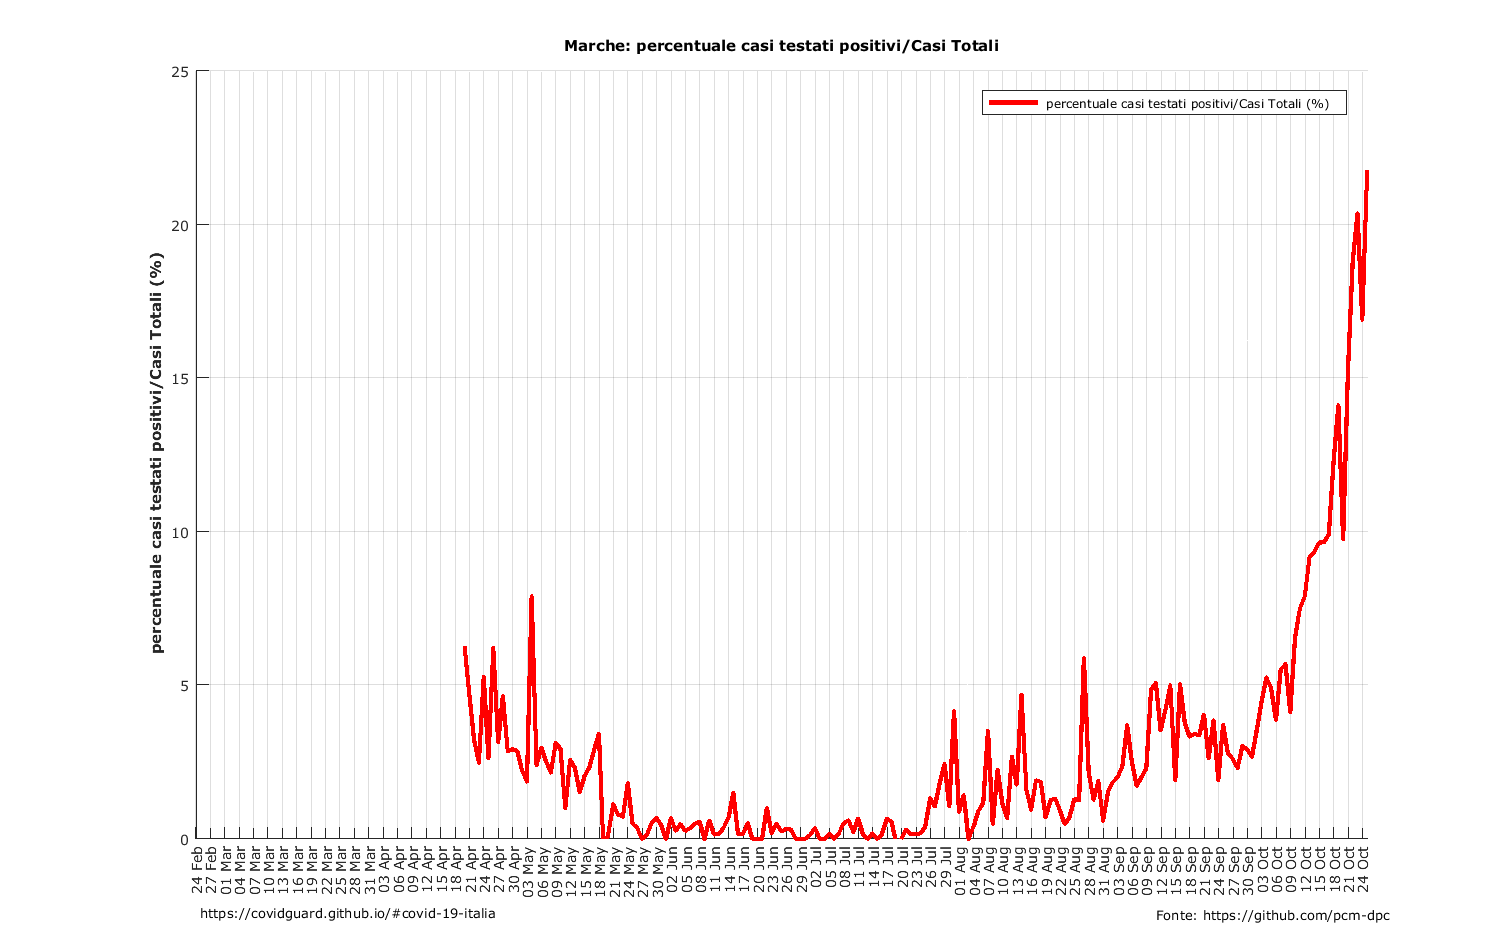 Marche: percentuale casi testati positivi/Casi Totali
percentuale casi testati positivi/Casi Totali (%)
percentuale casi testati positivi/Casi Totali (%)
25
20
15
10
5
0
24 Feb
27 Feb
01 Mar
04 Mar
07 Mar
10 Mar
13 Mar
16 Mar
19 Mar
22 Mar
25 Mar
28 Mar
31 Mar
03 Apr
06 Apr
09 Apr
12 Apr
15 Apr
18 Apr
21 Apr
24 Apr
27 Apr
30 Apr
03 May
06 May
09 May
12 May
15 May
18 May
21 May
24 May
27 May
30 May
02 Jun
05 Jun
08 Jun
11 Jun
14 Jun
17 Jun
20 Jun
23 Jun
26 Jun
29 Jun
02 Jul
05 Jul
08 Jul
11 Jul
14 Jul
17 Jul
20 Jul
23 Jul
26 Jul
29 Jul
01 Aug
04 Aug
07 Aug
10 Aug
13 Aug
16 Aug
19 Aug
22 Aug
25 Aug
28 Aug
31 Aug
03 Sep
06 Sep
09 Sep
12 Sep
15 Sep
18 Sep
21 Sep
24 Sep
27 Sep
30 Sep
03 Oct
06 Oct
09 Oct
12 Oct
15 Oct
18 Oct
21 Oct
24 Oct
https://covidguard.github.io/#covid-19-italia
Fonte: https://github.com/pcm-dpc